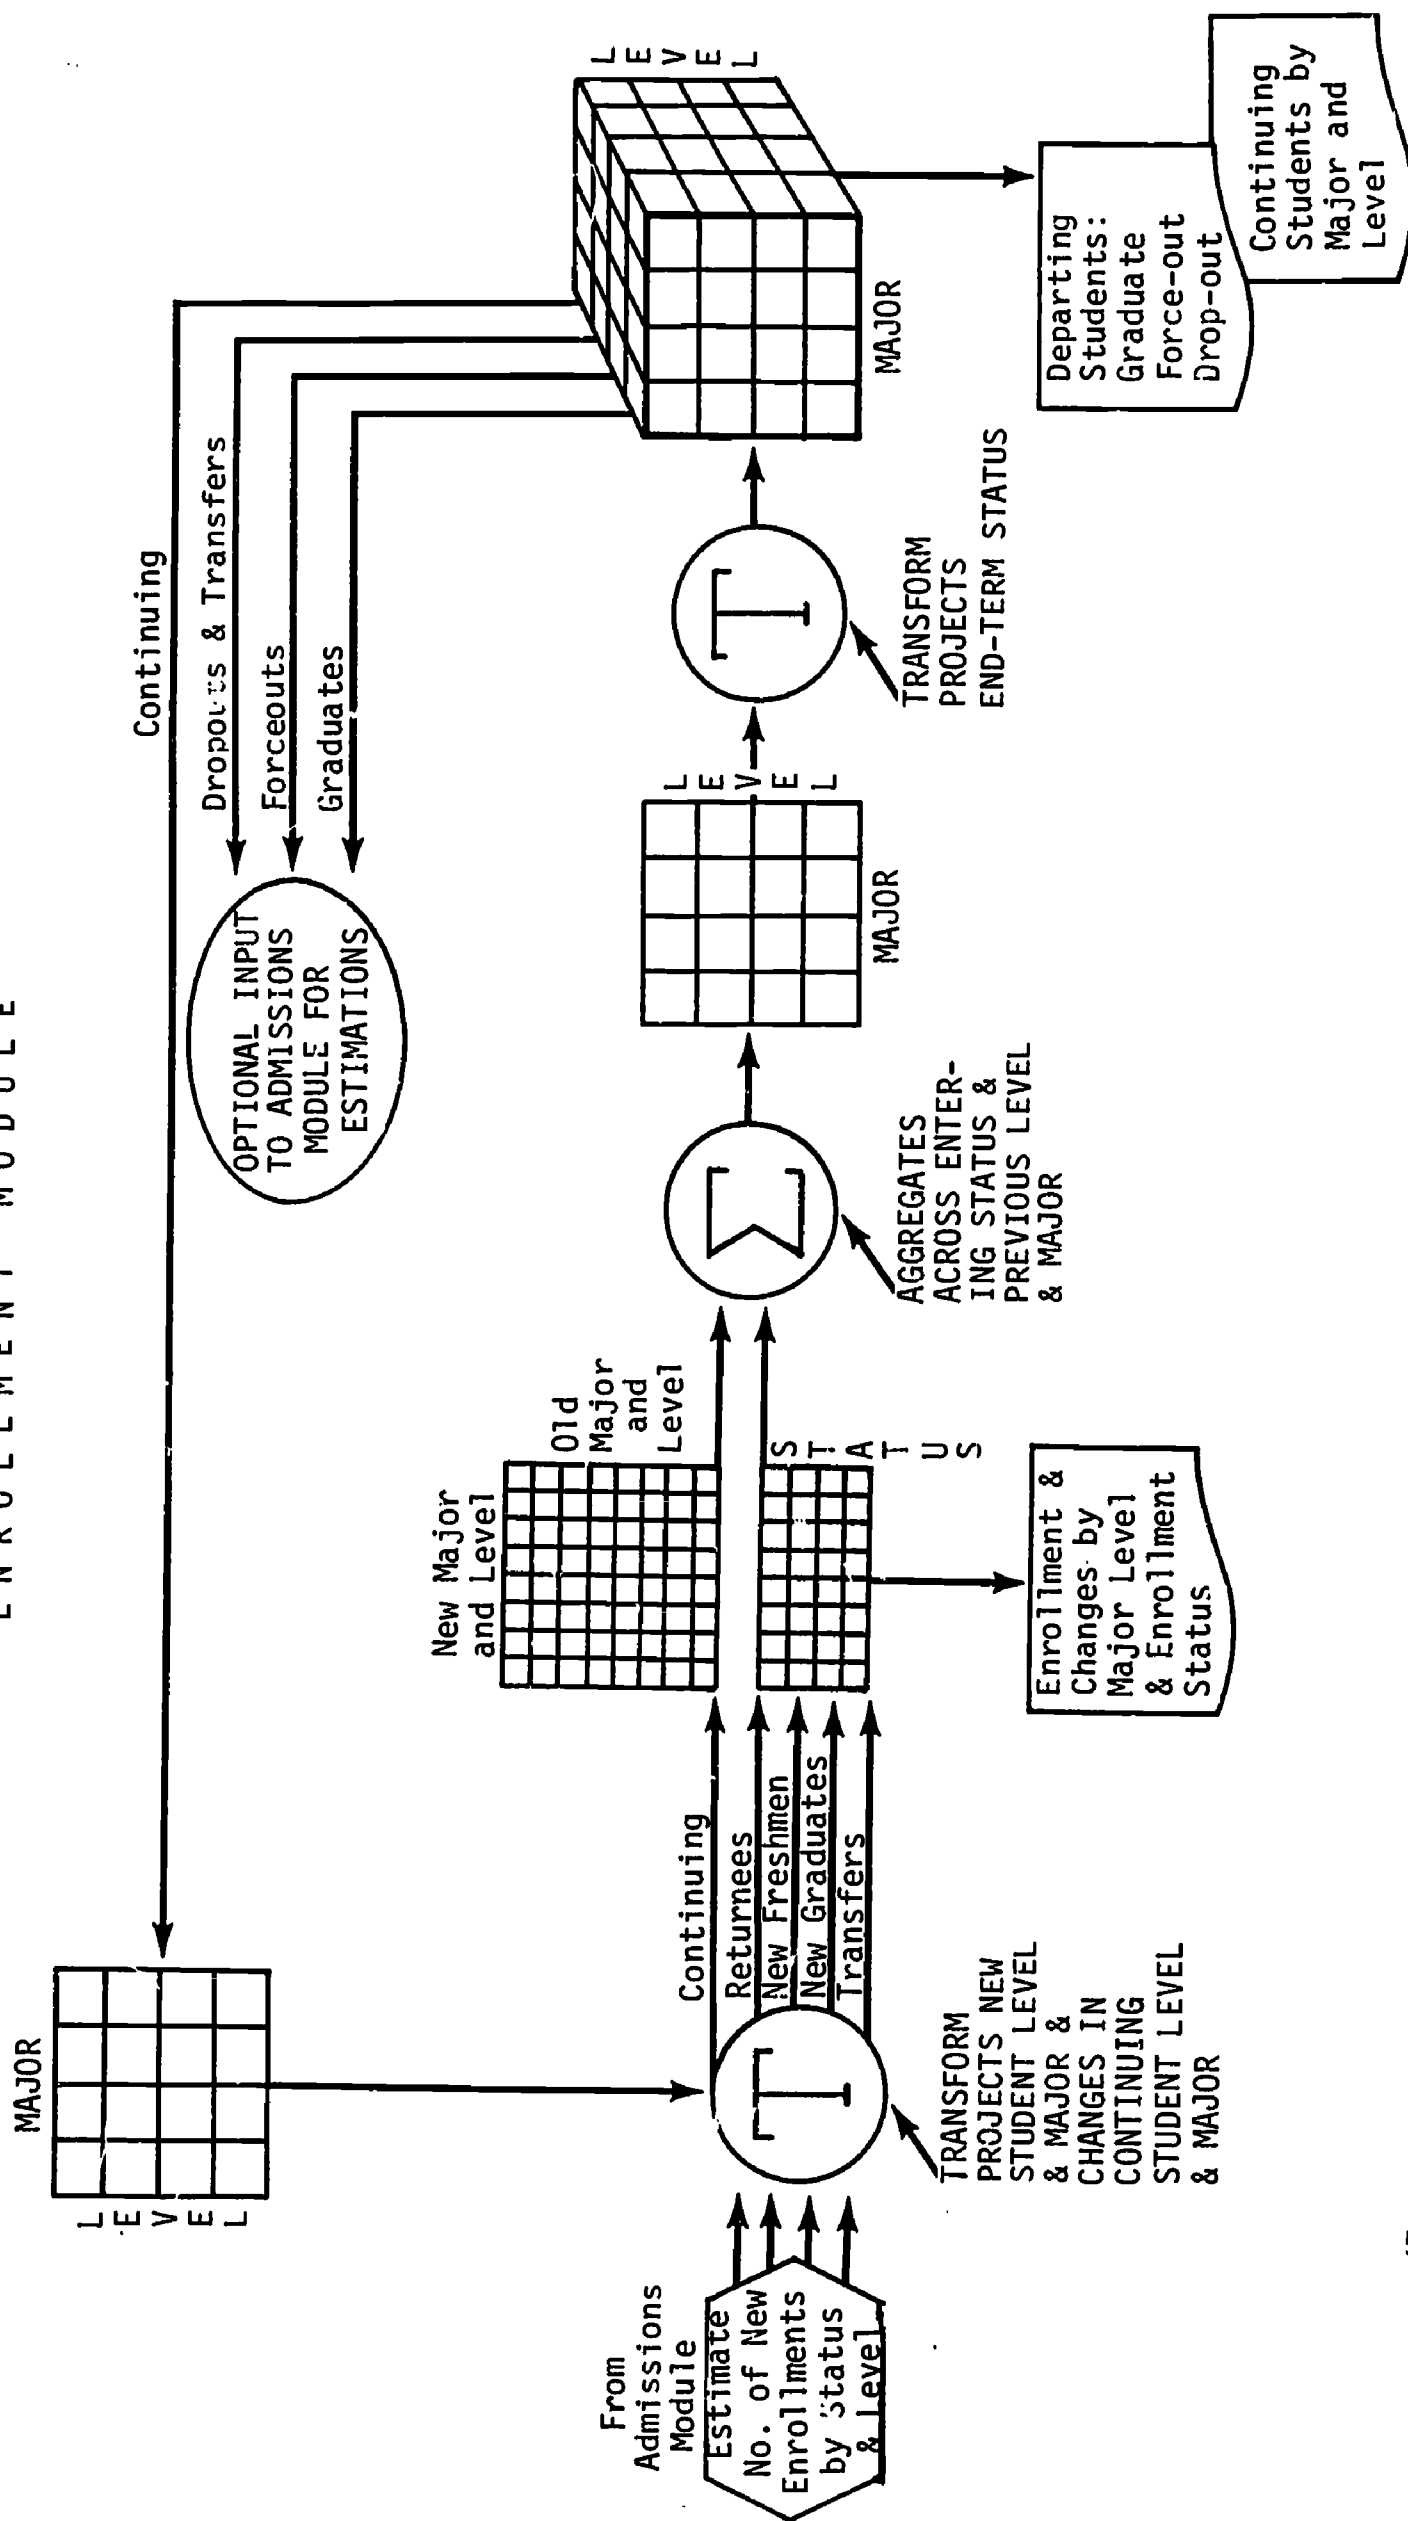 ENROLLMENT MODULE
MAJOR
LEVEL
Continuing
Dropouts & Transfers
Forceouts
Graduates
OPTIONAL INPUT
TO ADMISSIONS
MODULE FOR
ESTIMATIONS
From
Admissions
Module
Estimate
No. of New
Enrollments
by Status
& Level
TRANSFORM
PROJECTS NEW
STUDENT LEVEL
& MAJOR &
CHANGES IN
CONTINUING
STUDENT LEVEL
& MAJOR
Continuing
Returnees
New Freshmen
New Graduates
Transfers
New Major
and Level
Old
Major
and
Level
STATUS
Enrollment &
Changes by
Major Level
& Enrollment
Status
AGGREGATES
ACROSS ENTER-
ING STATUS &
PREVIOUS LEVEL
& MAJOR
LEVEL
MAJOR
TRANSFORM
PROJECTS
END-TERM STATUS
LEVEL
MAJOR
Departing
Students:
Graduate
Force-out
Drop-out
Continuing
Students by
Major and
Level